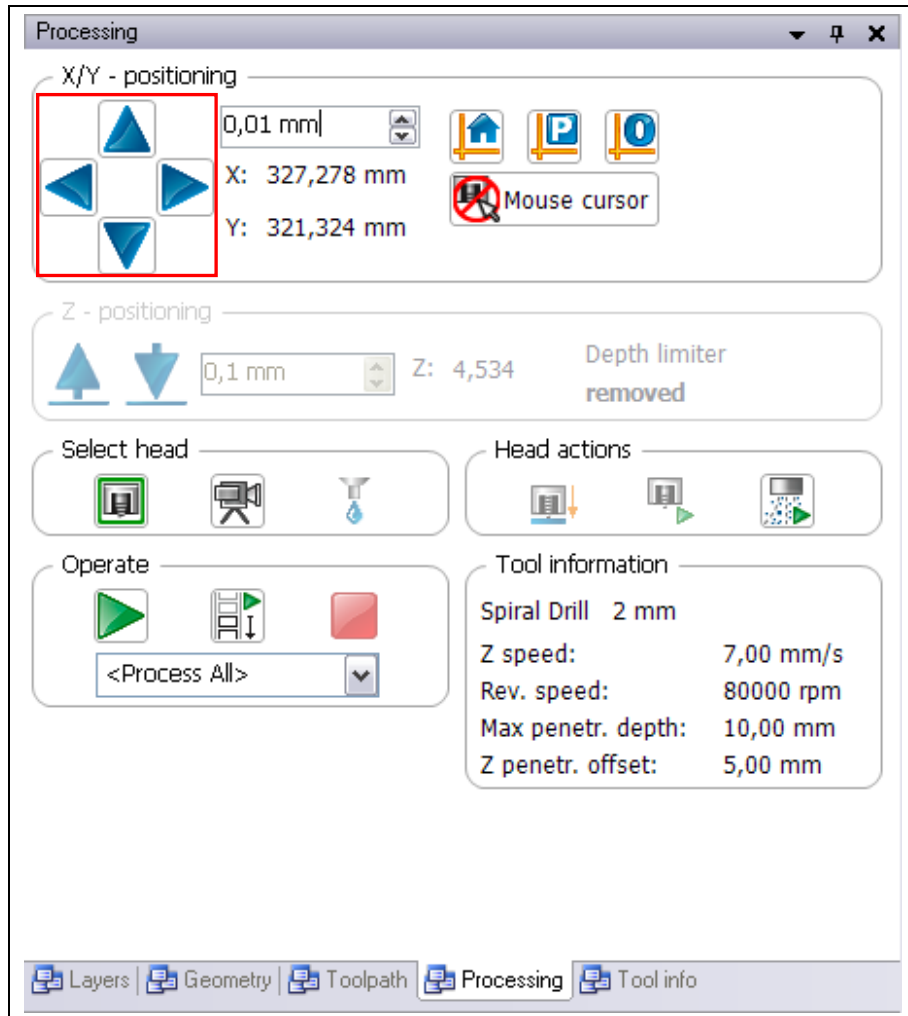 Processing
X/Y - positioning
0,01 mm
X: 327,278 mm
Y: 321,324 mm
P
0
Mouse cursor
Z - positioning
0,1 mm
Z: 4,534
Depth limiter
removed
Select head
Head actions
Operate
<Process All>
Tool information
Spiral Drill 2 mm
Z speed: 7,00 mm/s
Rev. speed: 80000 rpm
Max penetr. depth: 10,00 mm
Z penetr. offset: 5,00 mm
Layers
Geometry
Toolpath
Processing
Tool info